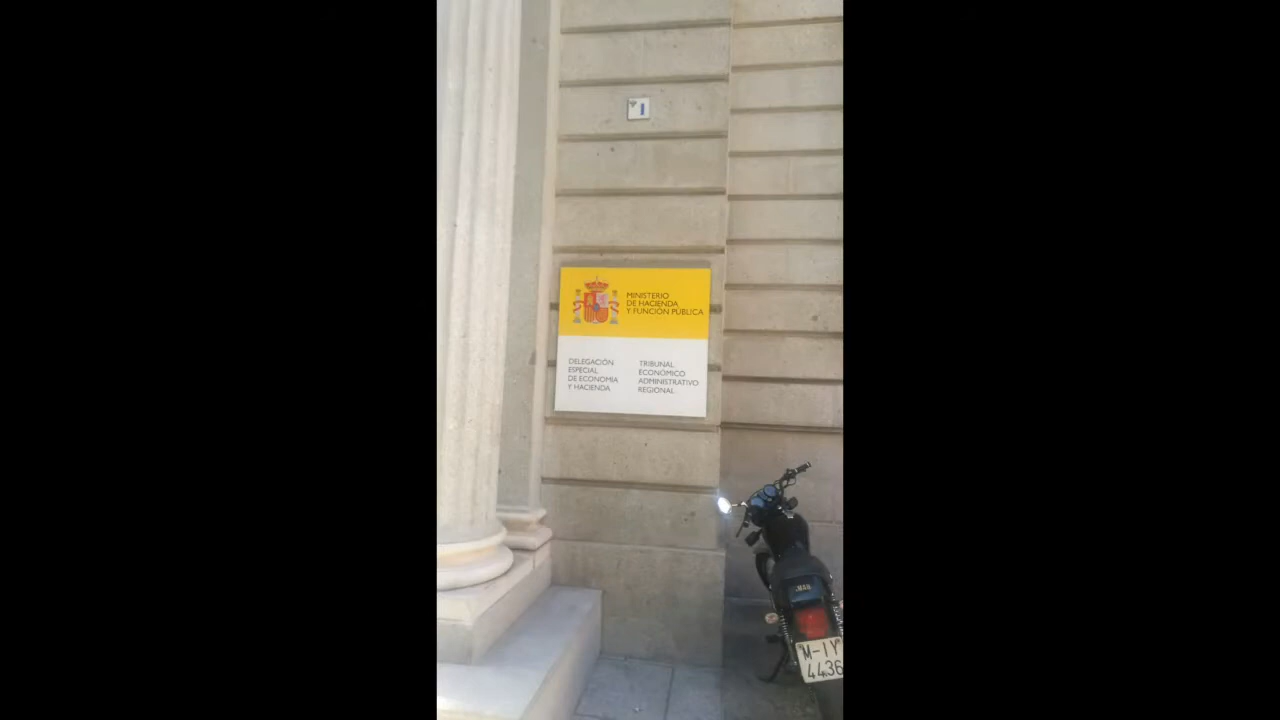 1
MINISTERIO
DE HACIENDA
Y FUNCIÓN PÚBLICA
DELEGACIÓN
ESPECIAL
DE ECONOMÍA
Y HACIENDA
TRIBUNAL
ECONÓMICO
ADMINISTRATIVO
REGIONAL
M-IY
4436